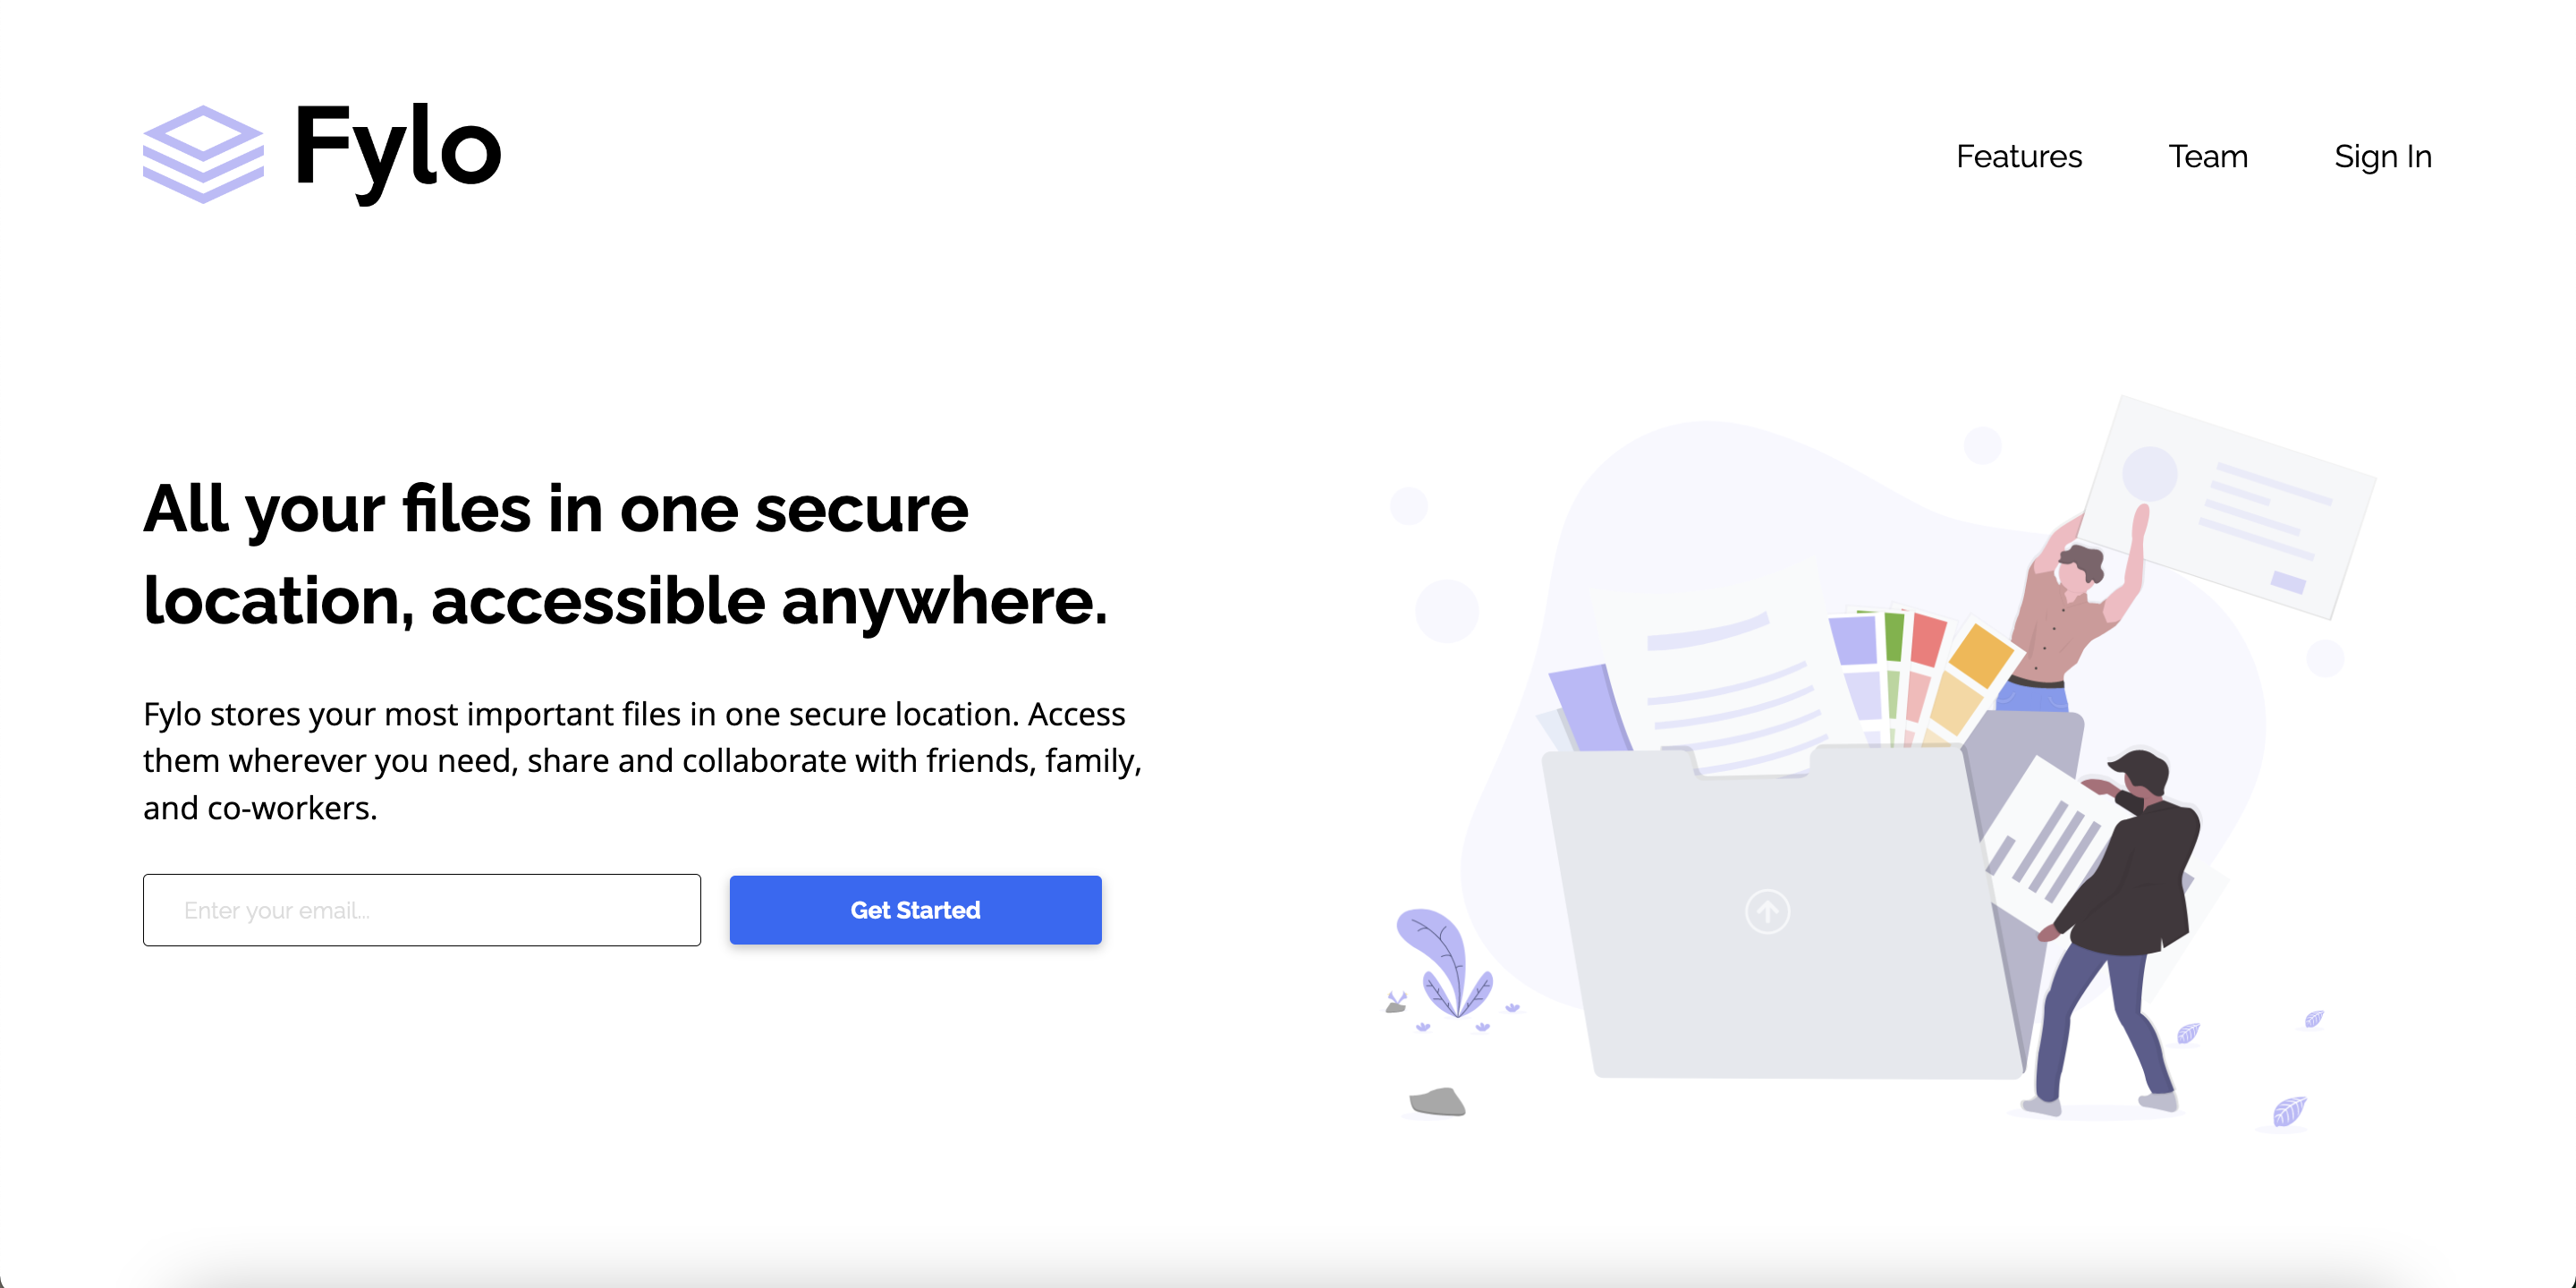 Fylo
Features
Team
Sign In
All your files in one secure
location, accessible anywhere.
Fylo stores your most important files in one secure location. Access
them wherever you need, share and collaborate with friends, family,
and co-workers.
Enter your email...
Get Started